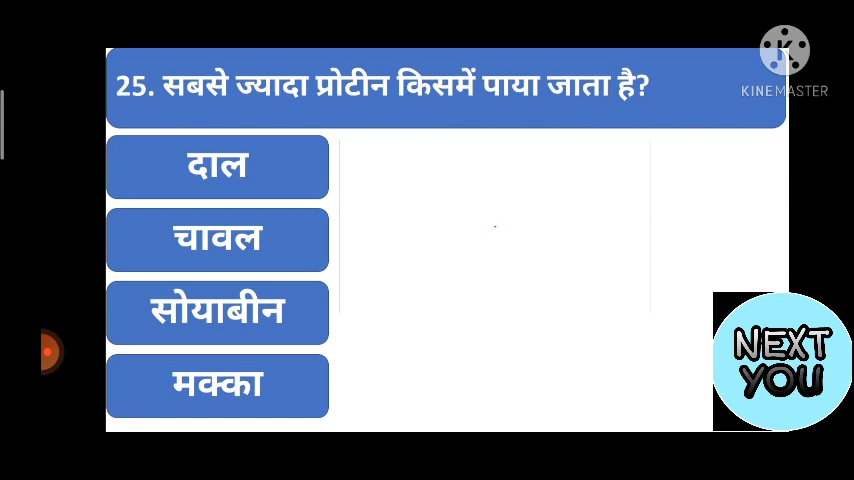 25. सबसे ज्यादा प्रोटीन किसमें पाया जाता है?
KINEMASTER
दाल
चावल
सोयाबीन
मक्का
NEXT
YOU